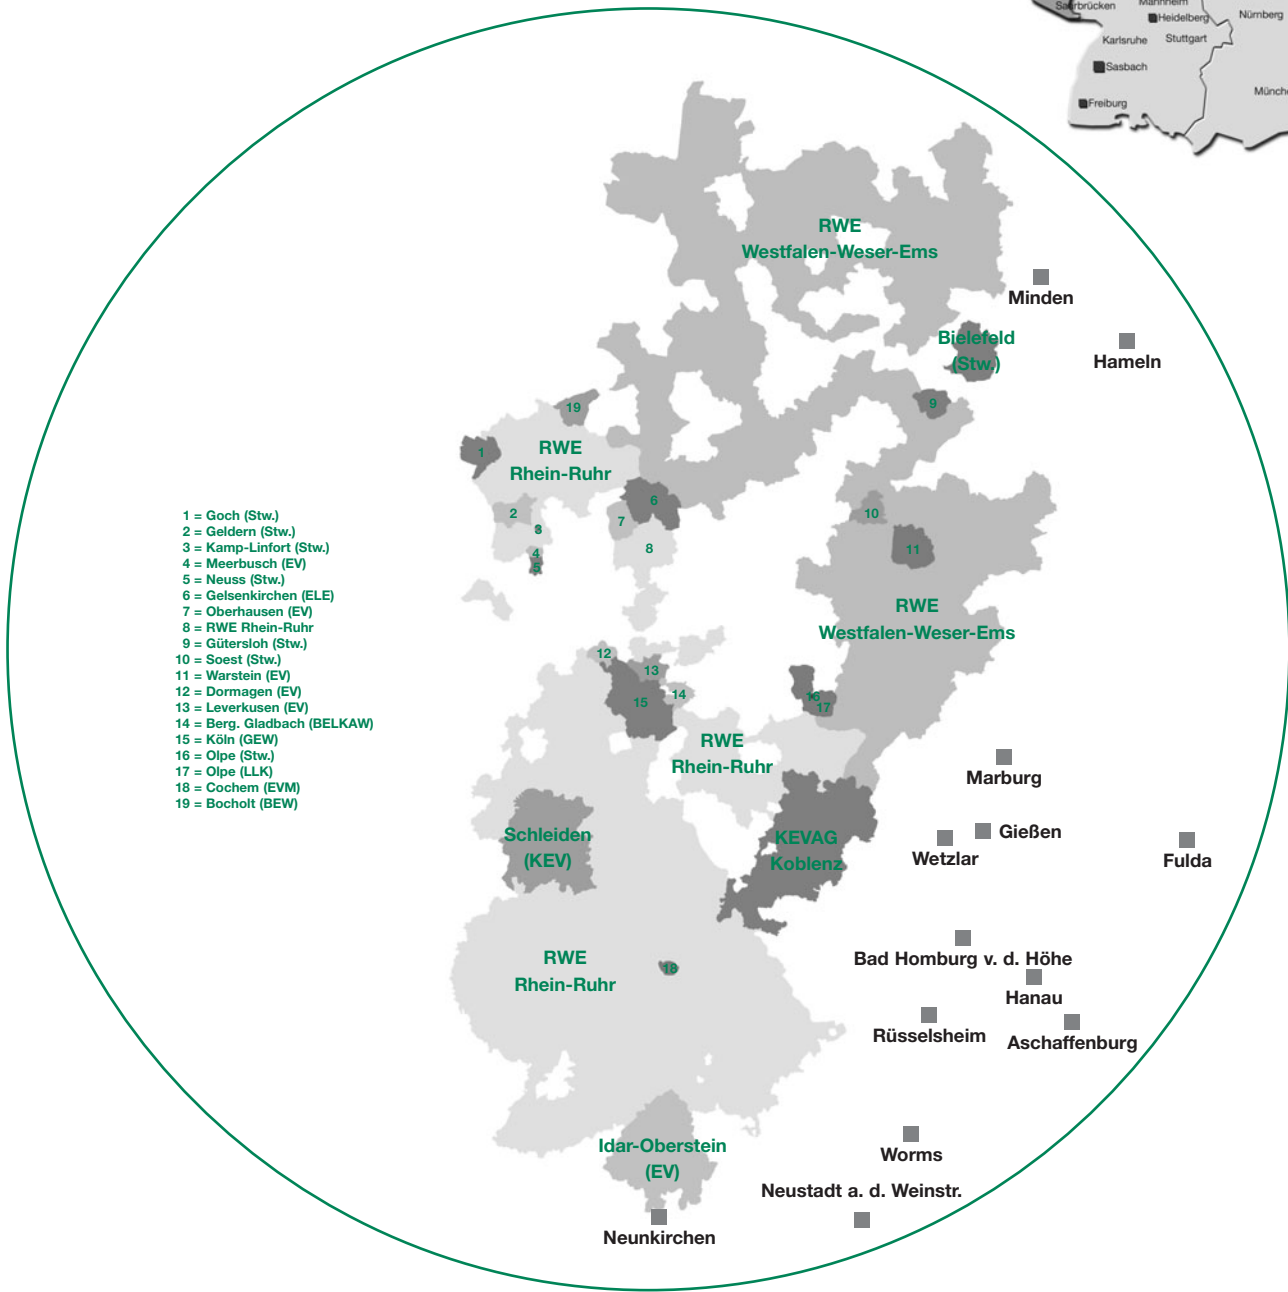 Saarbrücken
Mannheim
Heidelberg
Nürnberg
Karlsruhe
Stuttgart
Sasbach
Freiburg
RWE
Westfalen-Weser-Ems
Minden
Bielefeld
(Stw.)
Hameln
19
9
1
RWE
Rhein-Ruhr
6
2
7
10
3
8
11
4
5
1 = Goch (Stw.)
2 = Geldern (Stw.)
3 = Kamp-Linfort (Stw.)
4 = Meerbusch (EV)
5 = Neuss (Stw.)
6 = Gelsenkirchen (ELE)
7 = Oberhausen (EV)
8 = RWE Rhein-Ruhr
9 = Gütersloh (Stw.)
10 = Soest (Stw.)
11 = Warstein (EV)
12 = Dormagen (EV)
13 = Leverkusen (EV)
14 = Berg. Gladbach (BELKAW)
15 = Köln (GEW)
16 = Olpe (Stw.)
17 = Olpe (LLK)
18 = Cochem (EVM)
19 = Bocholt (BEW)
RWE
Westfalen-Weser-Ems
12
13
14
15
16
17
RWE
Rhein-Ruhr
Marburg
Schleiden
(KEV)
KEVAG
Koblenz
Gießen
Wetzlar
Fulda
RWE
Rhein-Ruhr
18
Bad Homburg v. d. Höhe
Hanau
Rüsselsheim
Aschaffenburg
Idar-Oberstein
(EV)
Worms
Neustadt a. d. Weinstr.
Neunkirchen